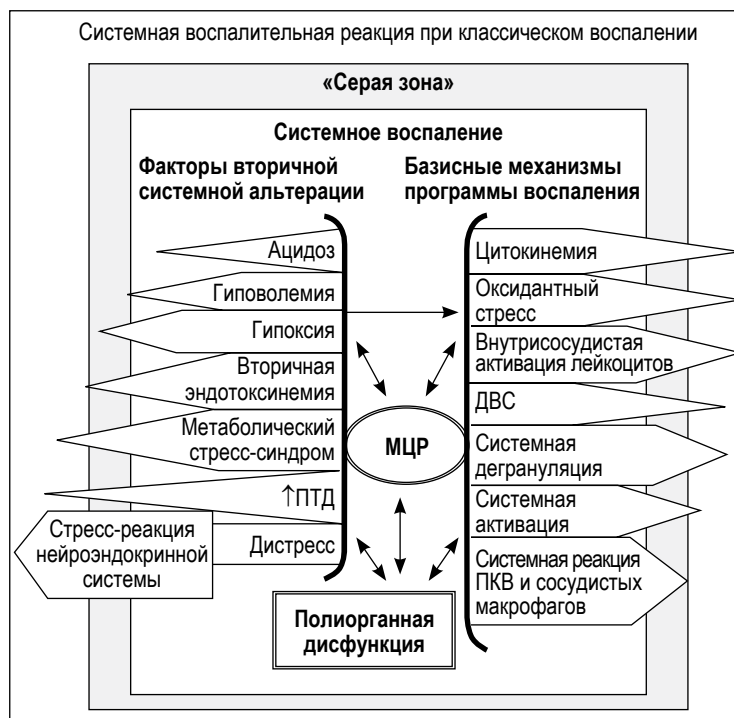 Системная воспалительная реакция при классическом воспалении
«Серая зона»
Системное воспаление
Факторы вторичной
системной альтерации
Базисные механизмы
программы воспаления
Ацидоз
Гиповолемия
Гипоксия
Вторичная
эндотоксинемия
Метаболический
стресс-синдром
↑ПТД
Стресс-реакция
нейроэндокринной
системы
Дистресс
МЦР
Полиорганная
дисфункция
Цитокинемия
Оксидантный
стресс
Внутрисосудистая
активация лейкоцитов
ДВС
Системная
дегрануляция
Системная
активация
Системная реакция
ПКВ и сосудистых
макрофагов